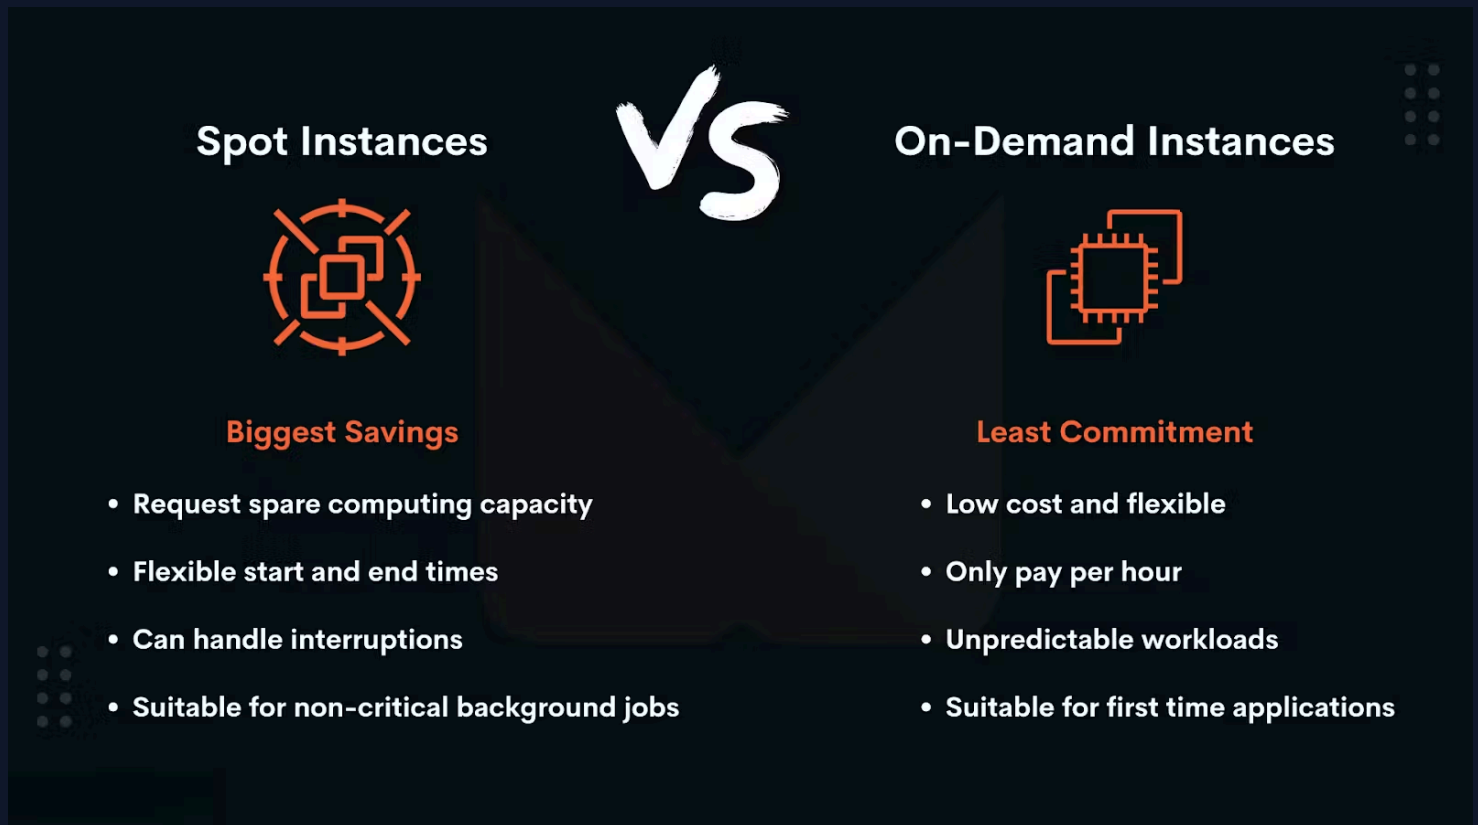 VS
Spot Instances
On-Demand Instances
Biggest Savings
• Request spare computing capacity
• Flexible start and end times
• Can handle interruptions
• Suitable for non-critical background jobs
Least Commitment
• Low cost and flexible
• Only pay per hour
• Unpredictable workloads
• Suitable for first time applications